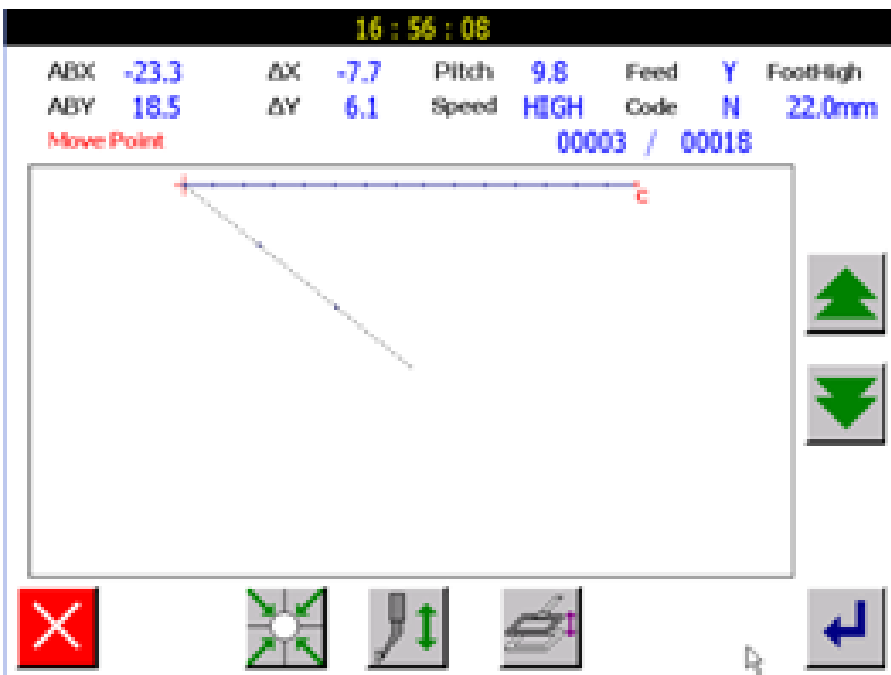 16 : 56 : 08
ABX -23.3 ΔX -7.7 Pitch 9.8 Feed Y FootHigh
ABY 18.5 ΔY 6.1 Speed HIGH Code N 22.0mm
Move Point 00003 / 00018
C